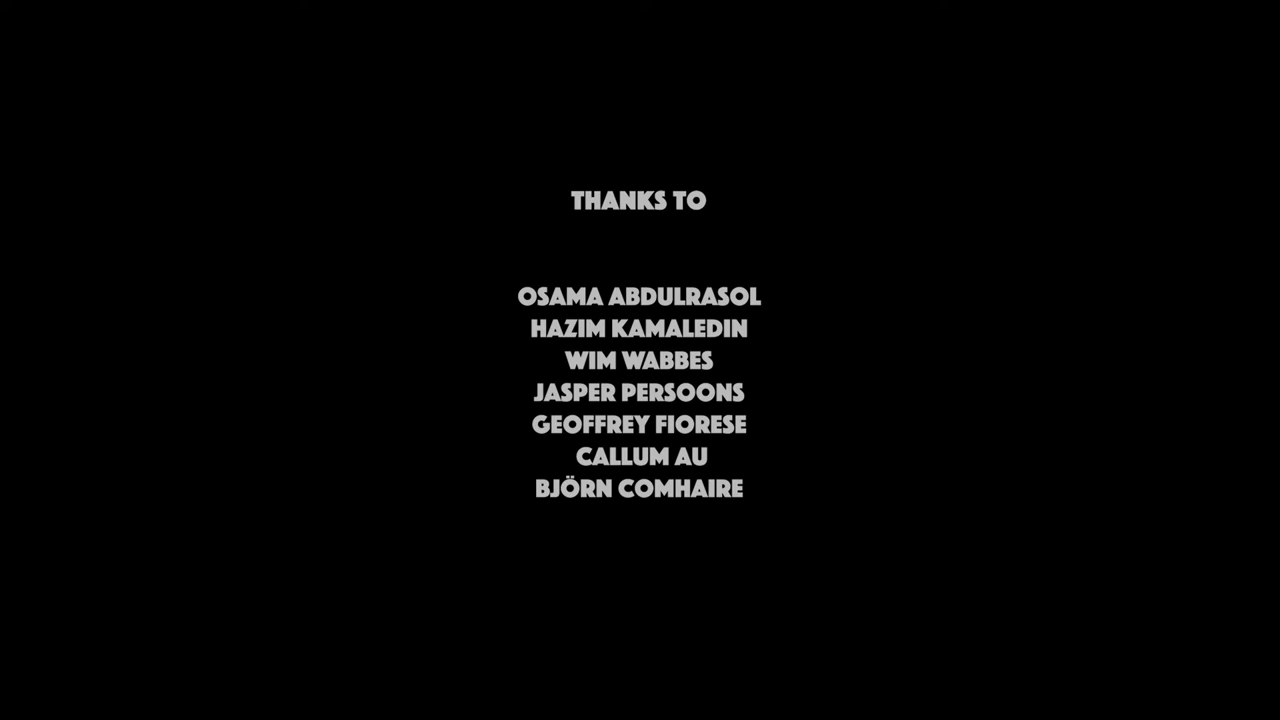 THANKS TO
OSAMA ABDULRASOL
HAZIM KAMALEDIN
WIM WABBES
JASPER PERSOONS
GEOFFREY FIORESE
CALLUM AU
BJÖRN COMHAIRE